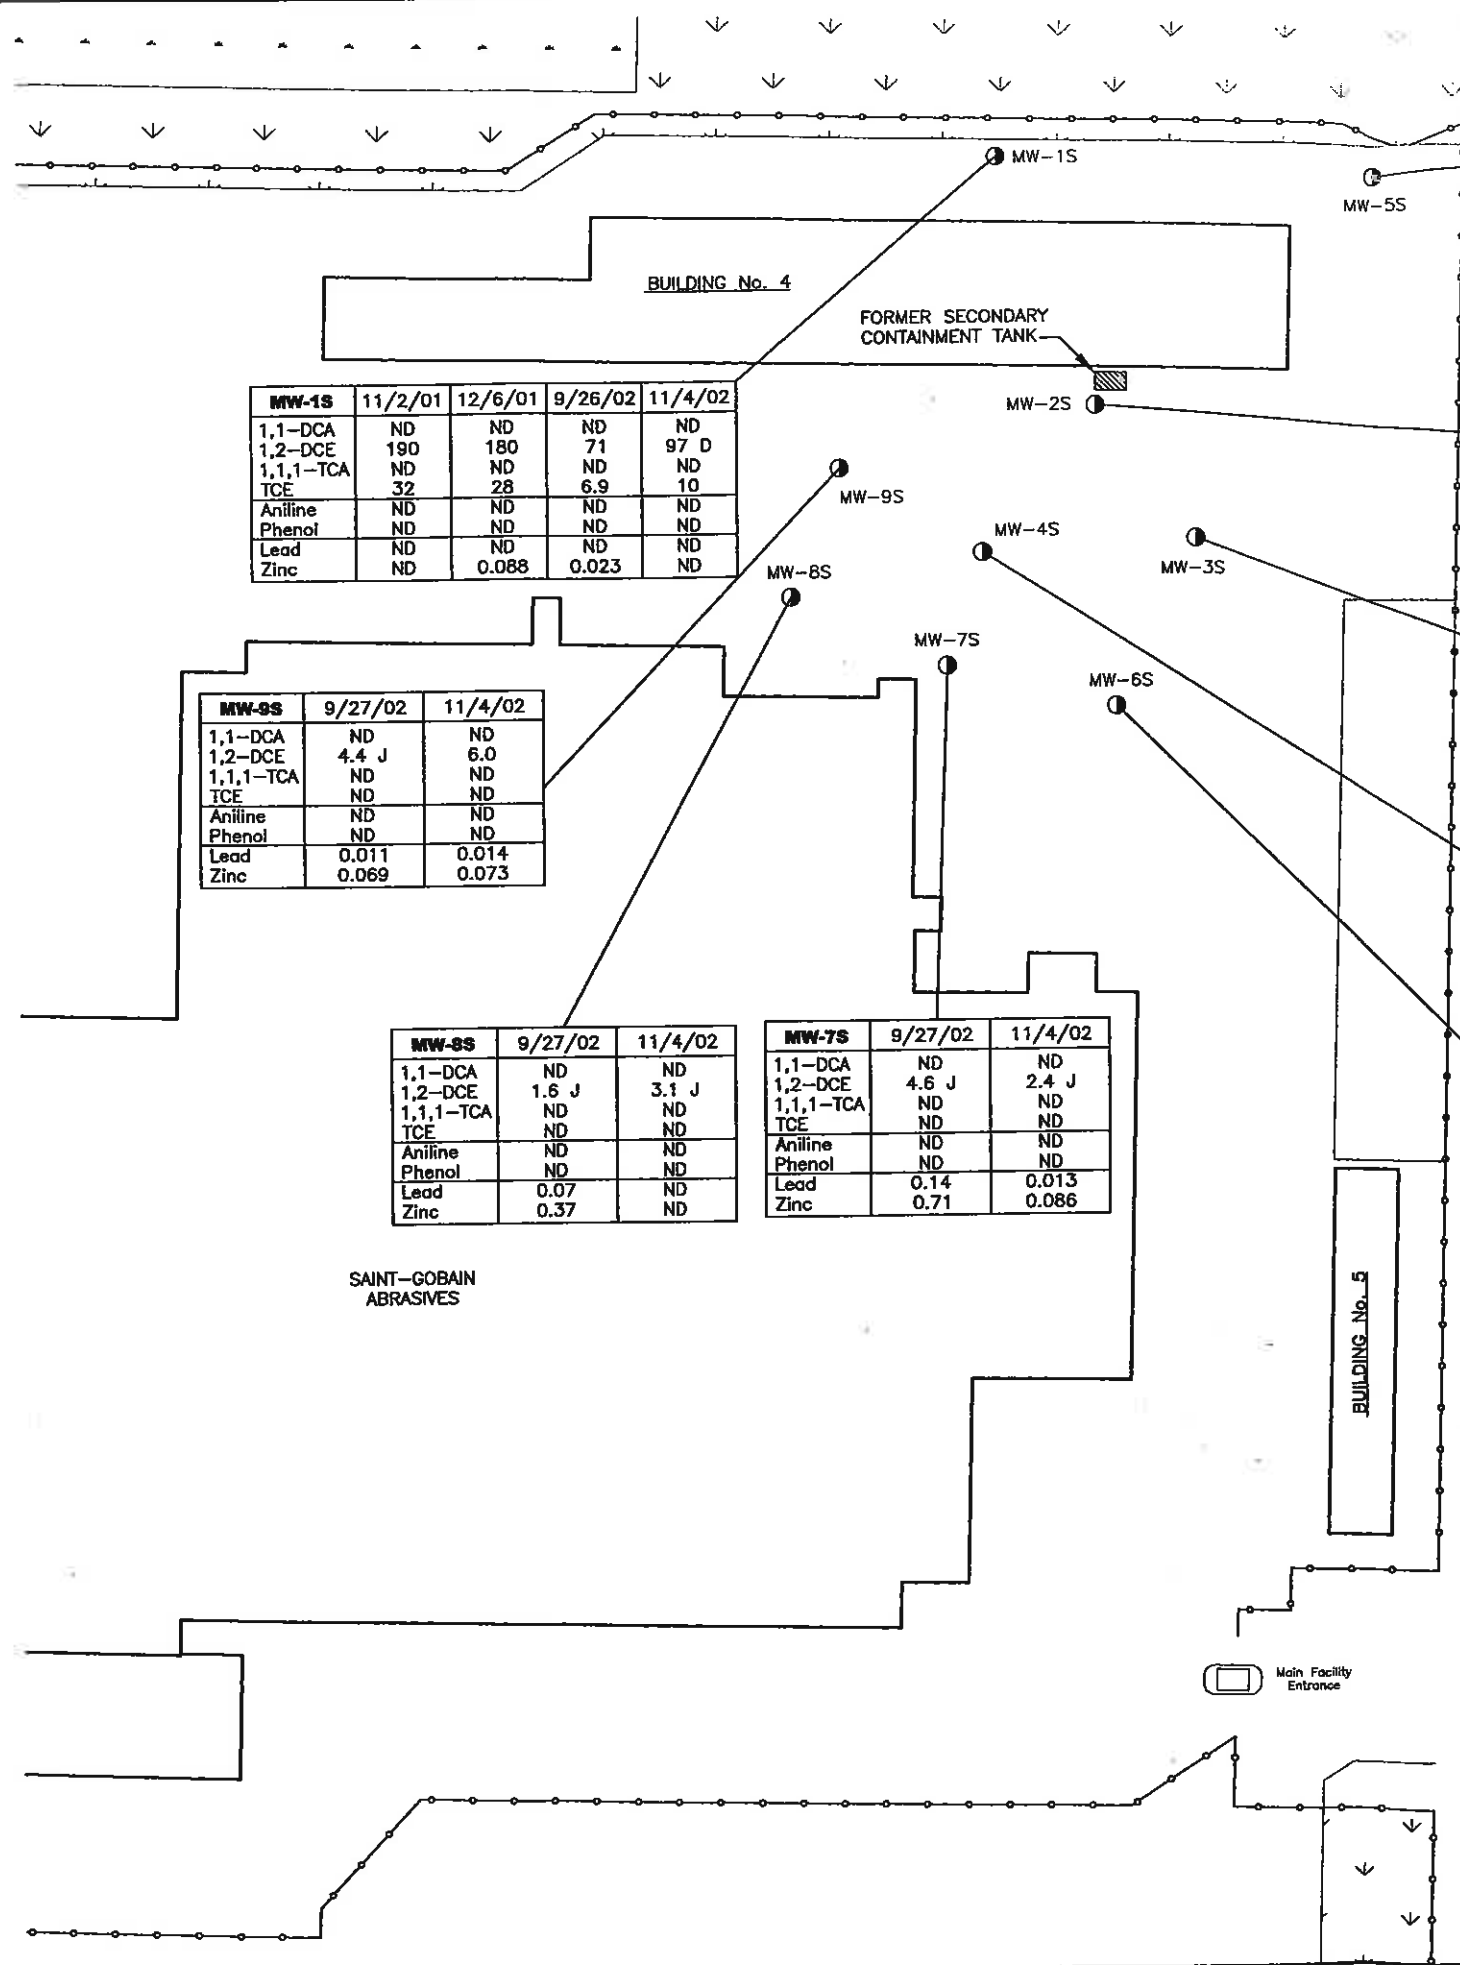 MW-1S
MW-5S
BUILDING No. 4
FORMER SECONDARY
CONTAINMENT TANK
MW-2S
MW-1S 11/2/01 12/6/01 9/26/02 11/4/02
1,1-DCA ND ND ND ND
1,2-DCE 190 180 71 97 D
1,1,1-TCA ND ND ND ND
TCE 32 28 6.9 10
Aniline ND ND ND ND
Phenol ND ND ND ND
Lead ND ND ND ND
Zinc ND 0.088 0.023 ND
MW-9S
MW-4S
MW-3S
MW-8S
MW-7S
MW-6S
MW-9S 9/27/02 11/4/02
1,1-DCA ND ND
1,2-DCE 4.4 J 6.0
1,1,1-TCA ND ND
TCE ND ND
Aniline ND ND
Phenol ND ND
Lead 0.011 0.014
Zinc 0.069 0.073
MW-8S 9/27/02 11/4/02
1,1-DCA ND ND
1,2-DCE 1.6 J 3.1 J
1,1,1-TCA ND ND
TCE ND ND
Aniline ND ND
Phenol ND ND
Lead 0.07 ND
Zinc 0.37 ND
MW-7S 9/27/02 11/4/02
1,1-DCA ND ND
1,2-DCE 4.6 J 2.4 J
1,1,1-TCA ND ND
TCE ND ND
Aniline ND ND
Phenol ND ND
Lead 0.14 0.013
Zinc 0.71 0.086
SAINT-GOBAIN
ABRASIVES
BUILDING No. 5
Main Facility
Entrance